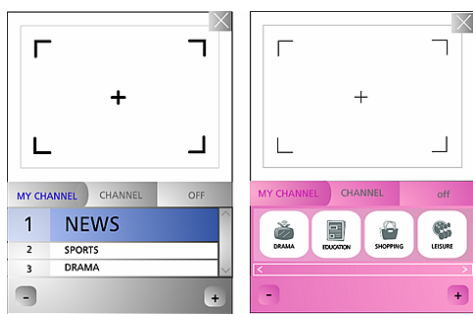 MY CHANNEL CHANNEL OFF
1 NEWS
2 SPORTS
3 DRAMA
- +
MY CHANNEL CHANNEL off
DRAMA EDUCATION SHOPPING LEISURE
< >
- +